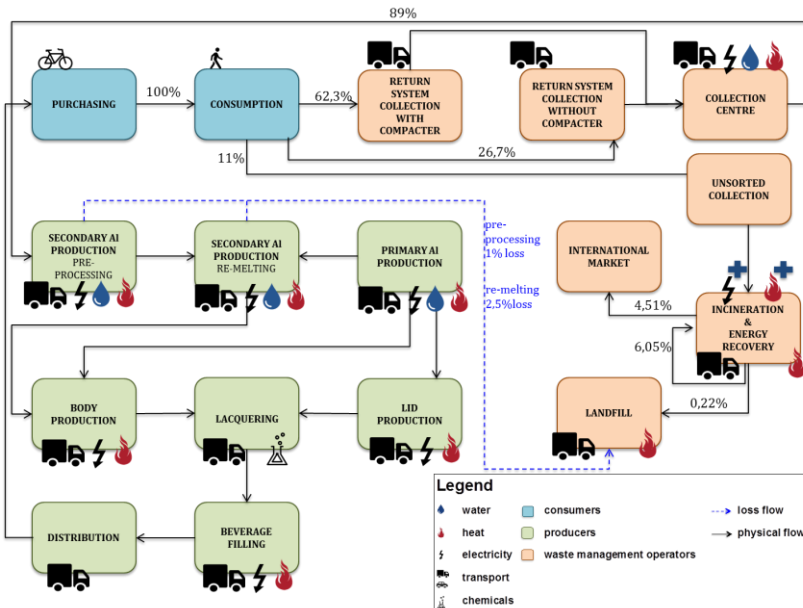 89%
PURCHASING
100%
CONSUMPTION
62,3%
RETURN
SYSTEM
COLLECTION
WITH
COMPACTER
RETURN SYSTEM
COLLECTION
WITHOUT
COMPACTER
COLLECTION
CENTRE
26,7%
11%
UNSORTED
COLLECTION
SECONDARY Al
PRODUCTION
PRE-
PROCESSING
SECONDARY Al
PRODUCTION
RE-MELTING
PRIMARY Al
PRODUCTION
pre-
processing
1% loss
re-melting
2,5%loss
INTERNATIONAL
MARKET
4,51%
INCINERATION
&
ENERGY
RECOVERY
6,05%
0,22%
BODY
PRODUCTION
LACQUERING
LID
PRODUCTION
LANDFILL
DISTRIBUTION
BEVERAGE
FILLING
Legend
water
consumers
loss flow
heat
producers
physical flow
electricity
waste management operators
transport
chemicals